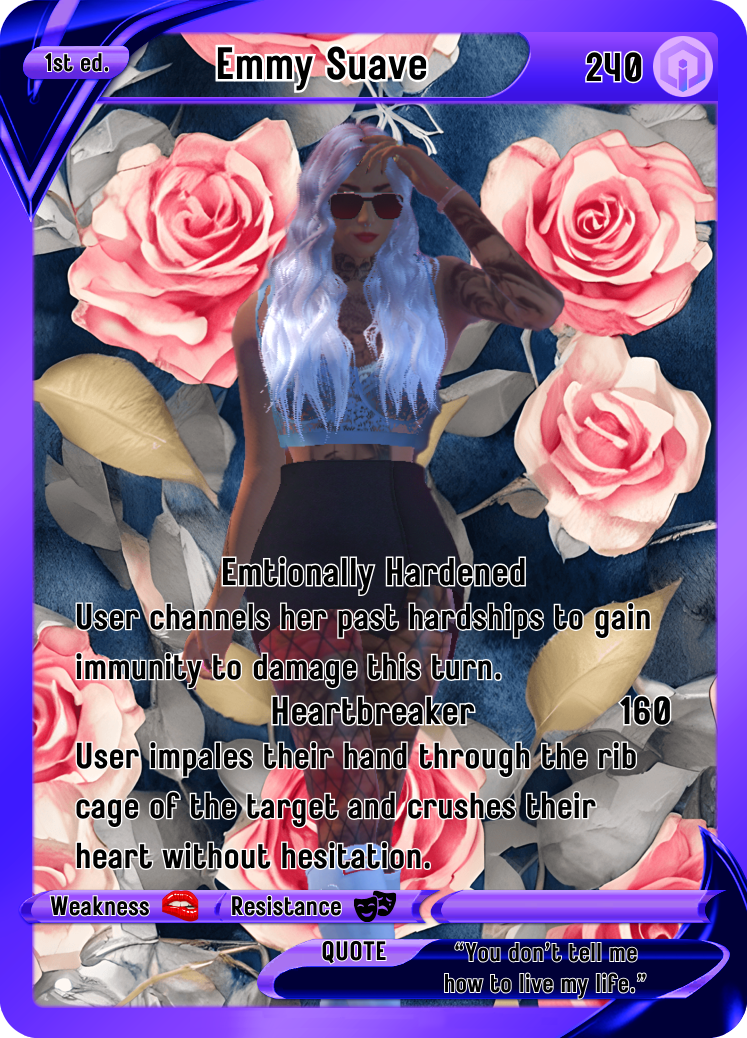 1st ed.
Emmy Suave
240
Emtionally Hardened
User channels her past hardships to gain
immunity to damage this turn.
Heartbreaker 160
User impales their hand through the rib
cage of the target and crushes their
heart without hesitation.
Weakness Resistance
QUOTE
“You don’t tell me
how to live my life.”